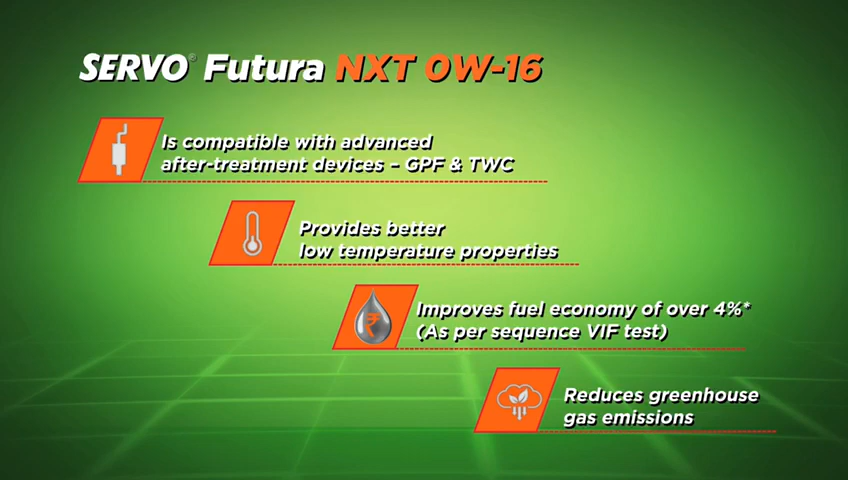 SERVO® Futura NXT 0W-16
Is compatible with advanced
after-treatment devices – GPF & TWC
Provides better
low temperature properties
Improves fuel economy of over 4%*
(As per sequence VIF test)
₹
Reduces greenhouse
gas emissions